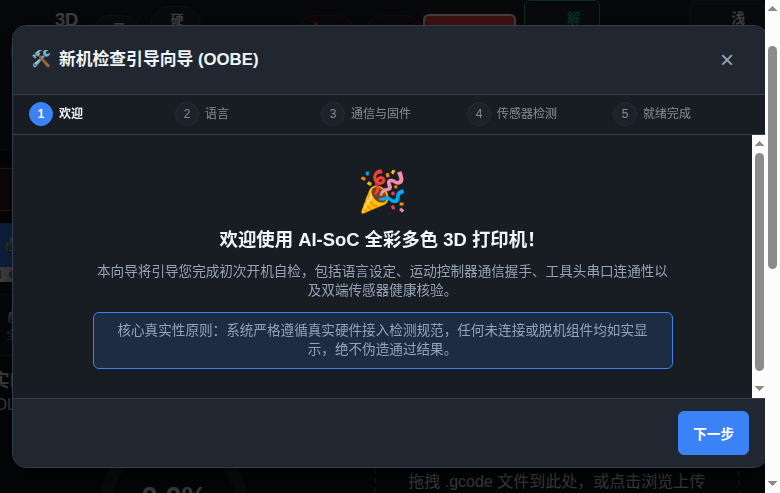 3D
硬
解
浅
🛠️ 新机检查引导向导 (OOBE) ×
1 欢迎 2 语言 3 通信与固件 4 传感器检测 5 就绪完成
欢迎使用 AI-SoC 全彩多色 3D 打印机！
本向导将引导您完成初次开机自检，包括语言设定、运动控制器通信握手、工具头串口连通性以
及双端传感器健康核验。
核心真实性原则：系统严格遵循真实硬件接入检测规范，任何未连接或脱机组件均如实显
示，绝不伪造通过结果。
下一步
拖拽 .gcode 文件到此处，或点击浏览上传